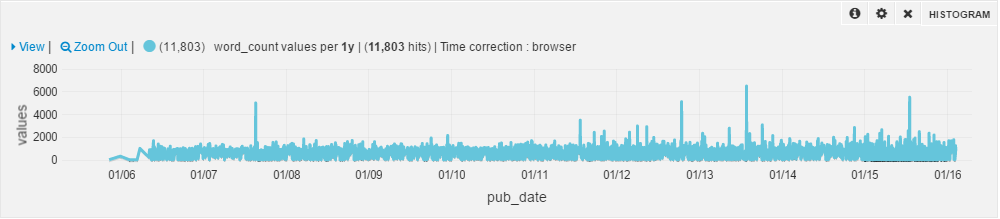 HISTOGRAM
View | Zoom Out | (11,803) word_count values per 1y | (11,803 hits) | Time correction : browser
8000
6000
4000
2000
0
values
01/06 01/07 01/08 01/09 01/10 01/11 01/12 01/13 01/14 01/15 01/16
pub_date